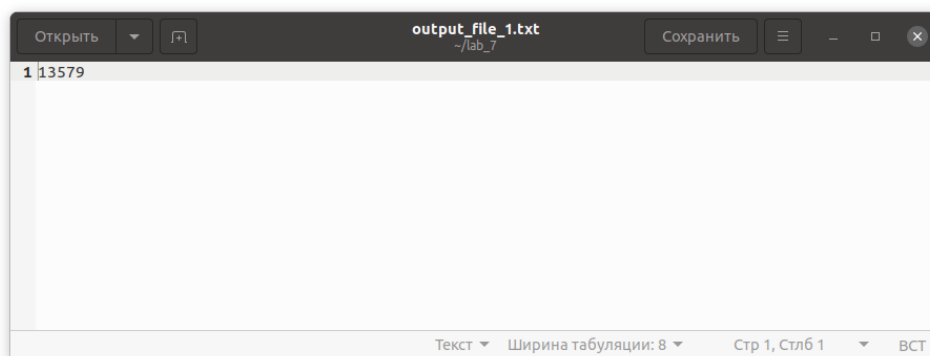 Открыть
output_file_1.txt
~/lab_7
Сохранить
1 13579
Текст Ширина табуляции: 8 Стр 1, Стлб 1 ВСТ